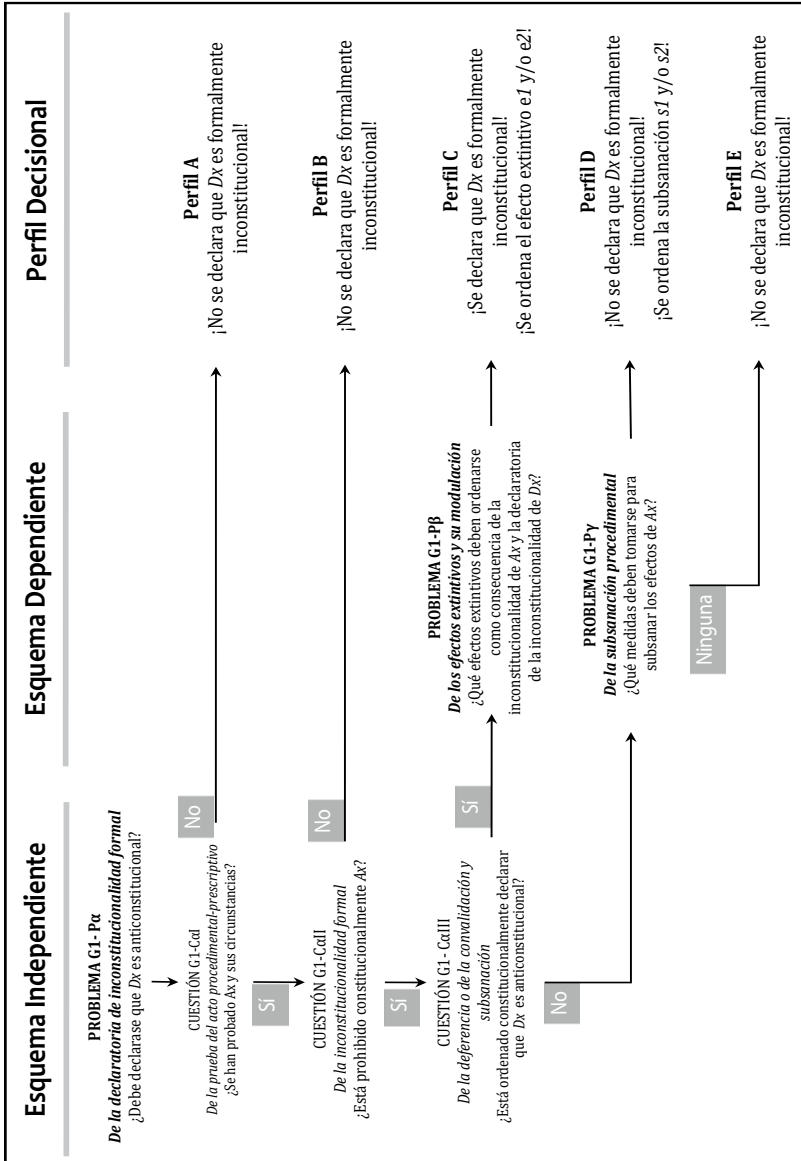 Esquema Independiente
Esquema Dependiente
Perfil Decisional
PROBLEMA G1- Pα
De la declaratoria de inconstitucionalidad formal
¿Debe declararse que Dx es anticonstitucional?
CUESTIÓN G1-CαI
De la prueba del acto procedimental-prescriptivo
¿Se han probado Ax y sus circunstancias?
No
Perfil A
¡No se declara que Dx es formalmente
inconstitucional!
Sí
CUESTIÓN G1-CαII
De la inconstitucionalidad formal
¿Está prohibido constitucionalmente Ax?
No
Perfil B
¡No se declara que Dx es formalmente
inconstitucional!
Sí
CUESTIÓN G1- CαIII
De la deferencia o de la convalidación y
subsanación
¿Está ordenado constitucionalmente declarar
que Dx es anticonstitucional?
Sí
PROBLEMA G1-Pβ
De los efectos extintivos y su modulación
¿Qué efectos extintivos deben ordenarse
como consecuencia de la
inconstitucionalidad de Ax y la declaratoria
de la inconstitucionalidad de Dx?
Perfil C
¡Se declara que Dx es formalmente
inconstitucional!
¡Se ordena el efecto extintivo e1 y/o e2!
No
PROBLEMA G1-Pγ
De la subsanación procedimental
¿Qué medidas deben tomarse para
subsanar los efectos de Ax?
Perfil D
¡No se declara que Dx es formalmente
inconstitucional!
¡Se ordena la subsanación s1 y/o s2!
Ninguna
Perfil E
¡No se declara que Dx es formalmente
inconstitucional!